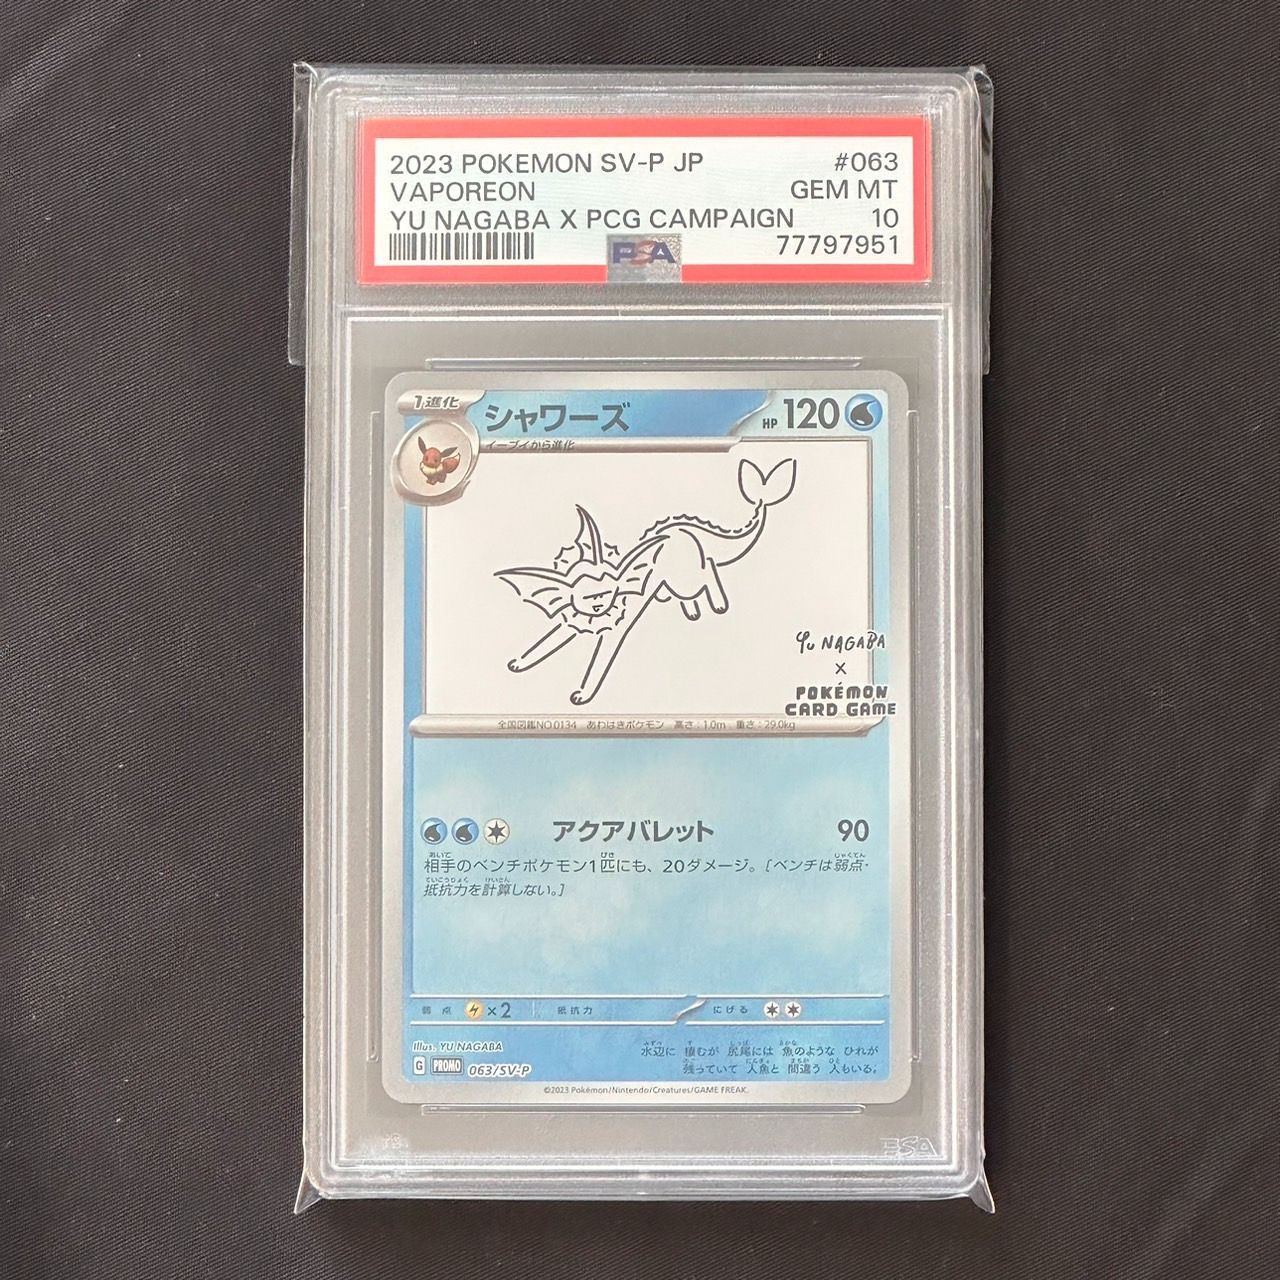 2023 POKEMON SV-P JP #063
VAPOREON GEM MT
YU NAGABA X PCG CAMPAIGN 10
PSA 77797951
1進化 シャワーズ HP 120
イーブイから進化
Yu NAGABA
X
POKÉMON
CARD GAME
全国図鑑NO.0134 あわはきポケモン 高さ:1.0m 重さ:29.0kg
アクアバレット 90
相手のベンチポケモン1匹にも、20ダメージ。[ベンチは弱点・
抵抗力を計算しない。]
弱点 ×2 抵抗力 にげる
Illus. YU NAGABA
G PROMO 063/SV-P
水辺に 棲むが 尻尾には 魚のような ひれが
残っていて 人魚と 間違う 人もいる。
©2023 Pokémon/Nintendo/Creatures/GAME FREAK.